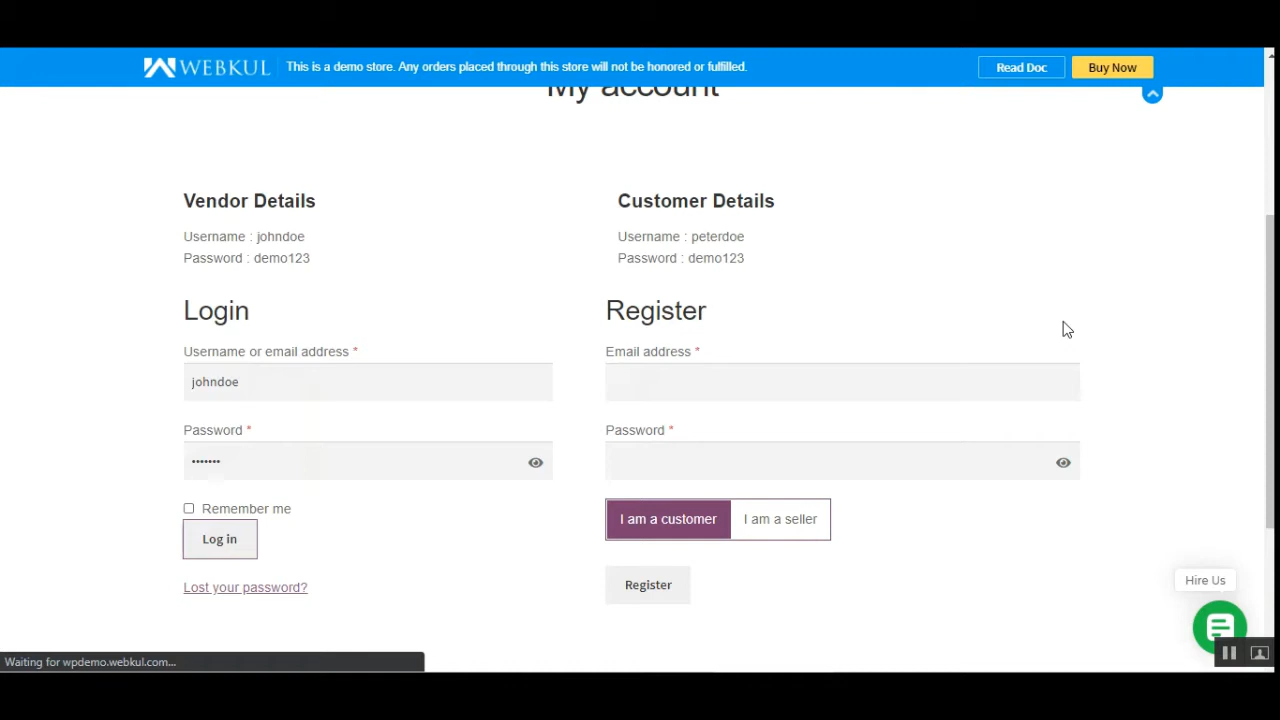 WEBKUL This is a demo store. Any orders placed through this store will not be honored or fulfilled. Read Doc Buy Now
My account
Vendor Details
Username : johndoe
Password : demo123
Customer Details
Username : peterdoe
Password : demo123
Login
Username or email address *
johndoe
Password *
•••••••
Remember me
Log in
Lost your password?
Register
Email address *
Password *
I am a customer I am a seller
Register
Hire Us
Waiting for wpdemo.webkul.com...